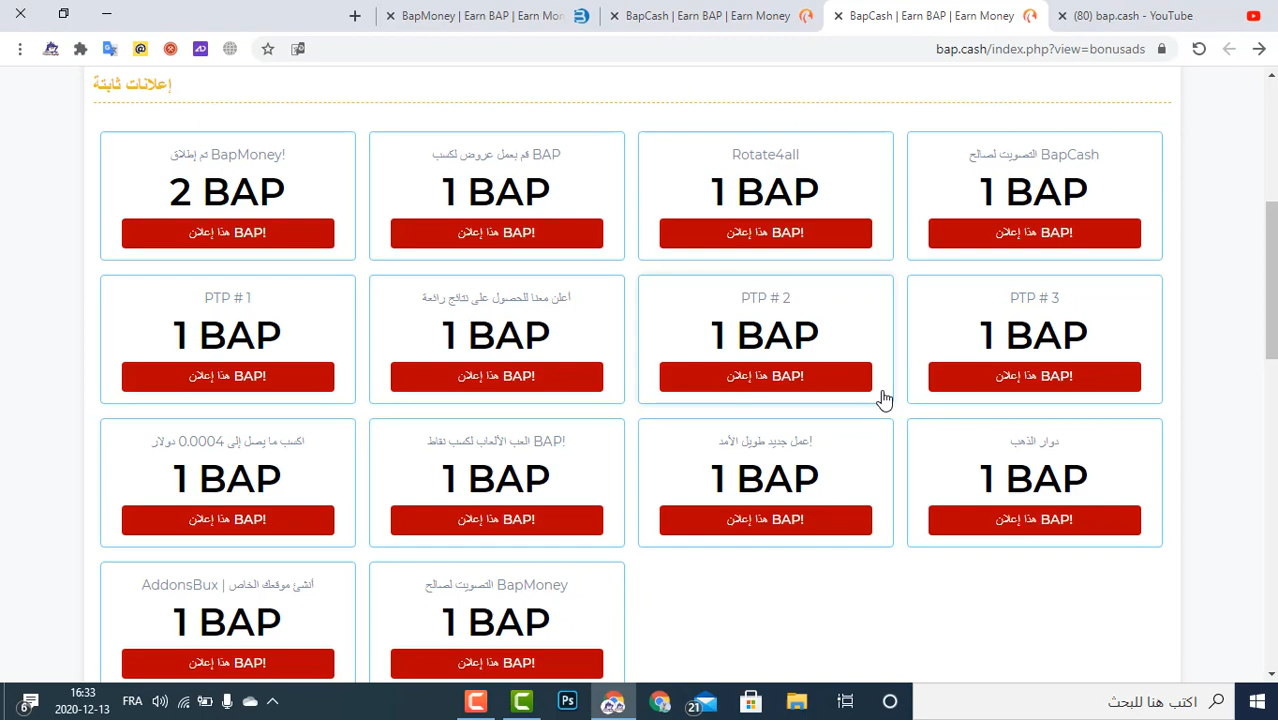 BapMoney | Earn BAP | Earn Mon
BapCash | Earn BAP | Earn Money
BapCash | Earn BAP | Earn Money
(80) bap.cash - YouTube
bap.cash/index.php?view=bonusads
إعلانات ثابتة
تم إطلاق BapMoney!
2 BAP
هذا إعلان BAP!
قم بعمل عروض لكسب BAP
1 BAP
هذا إعلان BAP!
Rotate4all
1 BAP
هذا إعلان BAP!
التصويت لصالح BapCash
1 BAP
هذا إعلان BAP!
PTP # 1
1 BAP
هذا إعلان BAP!
أعلن معنا للحصول على نتائج رائعة
1 BAP
هذا إعلان BAP!
PTP # 2
1 BAP
هذا إعلان BAP!
PTP # 3
1 BAP
هذا إعلان BAP!
اكسب ما يصل إلى 0.0004 دولار
1 BAP
هذا إعلان BAP!
العب الألعاب لكسب نقاط BAP!
1 BAP
هذا إعلان BAP!
عمل جديد طويل الأمد!
1 BAP
هذا إعلان BAP!
دوار الذهب
1 BAP
هذا إعلان BAP!
أنشئ موقعك الخاص | AddonsBux
1 BAP
هذا إعلان BAP!
التصويت لصالح BapMoney
1 BAP
هذا إعلان BAP!
6
16:33
2020-12-13
FRA
Ps
21
اكتب هنا للبحث